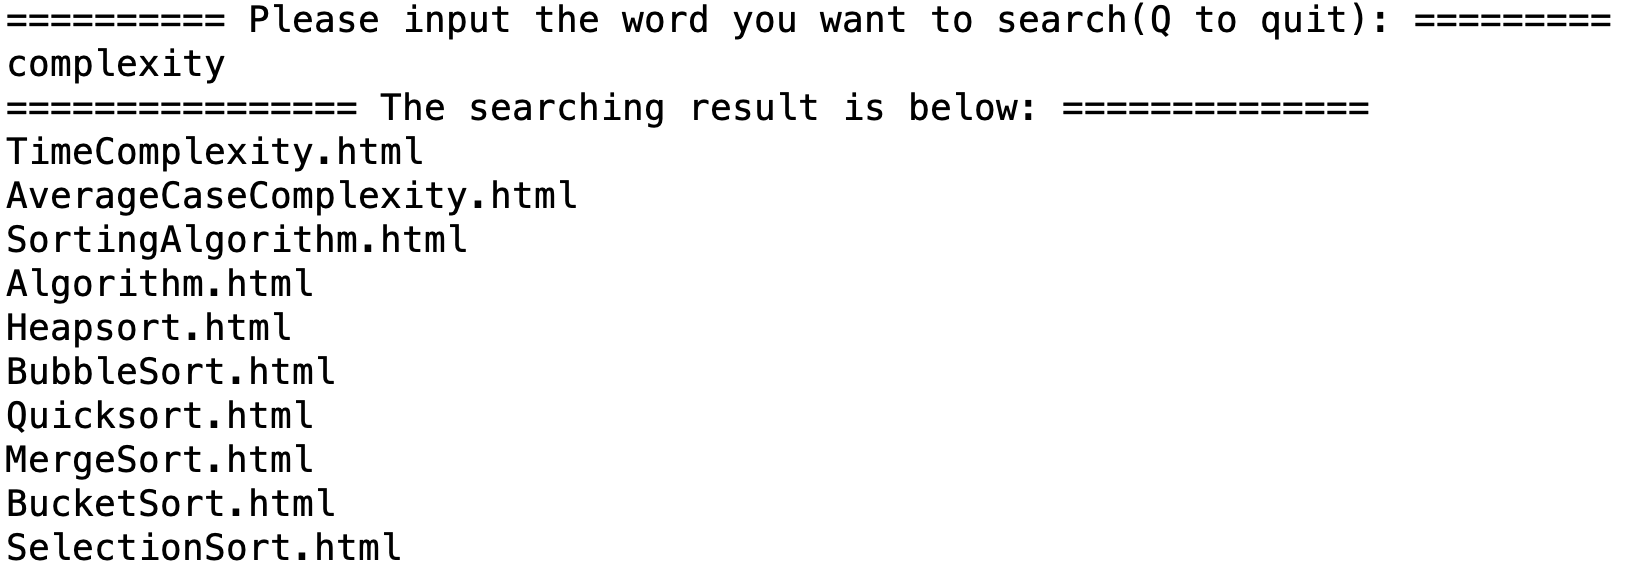 ========== Please input the word you want to search(Q to quit): =========
complexity
================ The searching result is below: ==============
TimeComplexity.html
AverageCaseComplexity.html
SortingAlgorithm.html
Algorithm.html
Heapsort.html
BubbleSort.html
Quicksort.html
MergeSort.html
BucketSort.html
SelectionSort.html